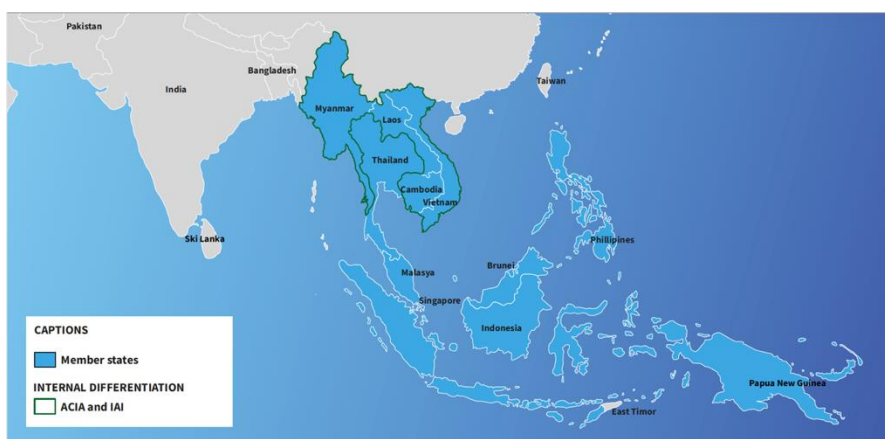 Pakistan
Bangladesh
India
Taiwan
Myanmar
Laos
Thailand
Cambodia
Vietnam
Ski Lanka
Phillipines
Brunei
Malasya
Singapore
Indonesia
Papua New Guinea
East Timor
CAPTIONS
Member states
INTERNAL DIFFERENTIATION
ACIA and IAI